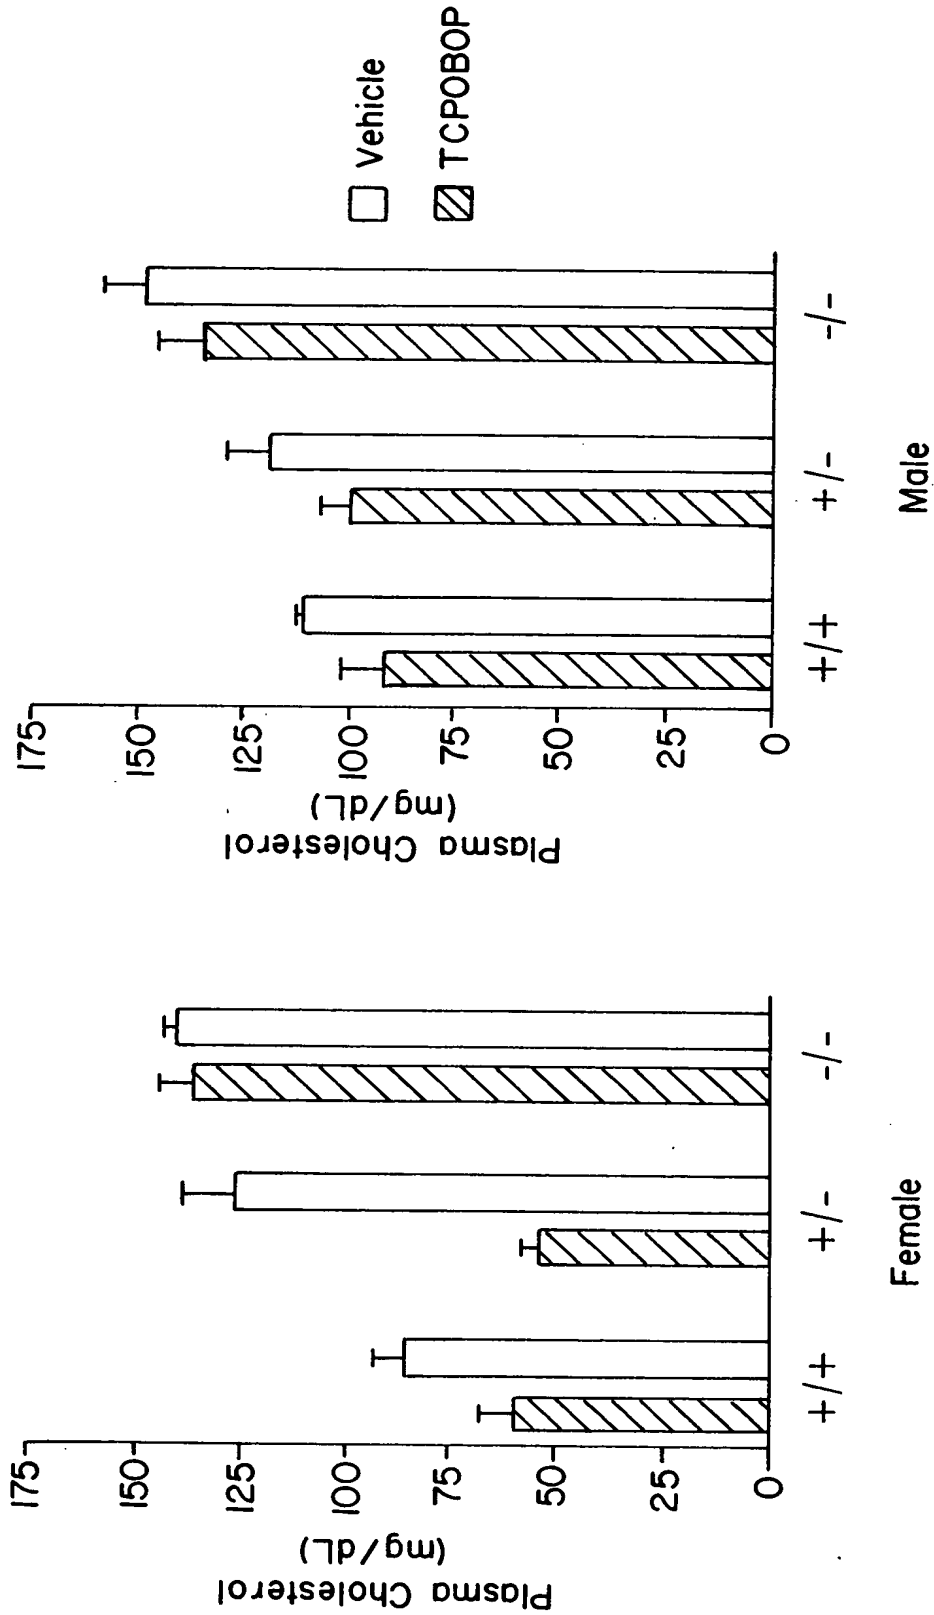 Plasma Cholesterol
(mg/dL)
175
150
125
100
75
50
25
0
+/+
+/-
-/-
Female
Plasma Cholesterol
(mg/dL)
175
150
125
100
75
50
25
0
+/+
+/-
-/-
Male
Vehicle
TCPOBOP